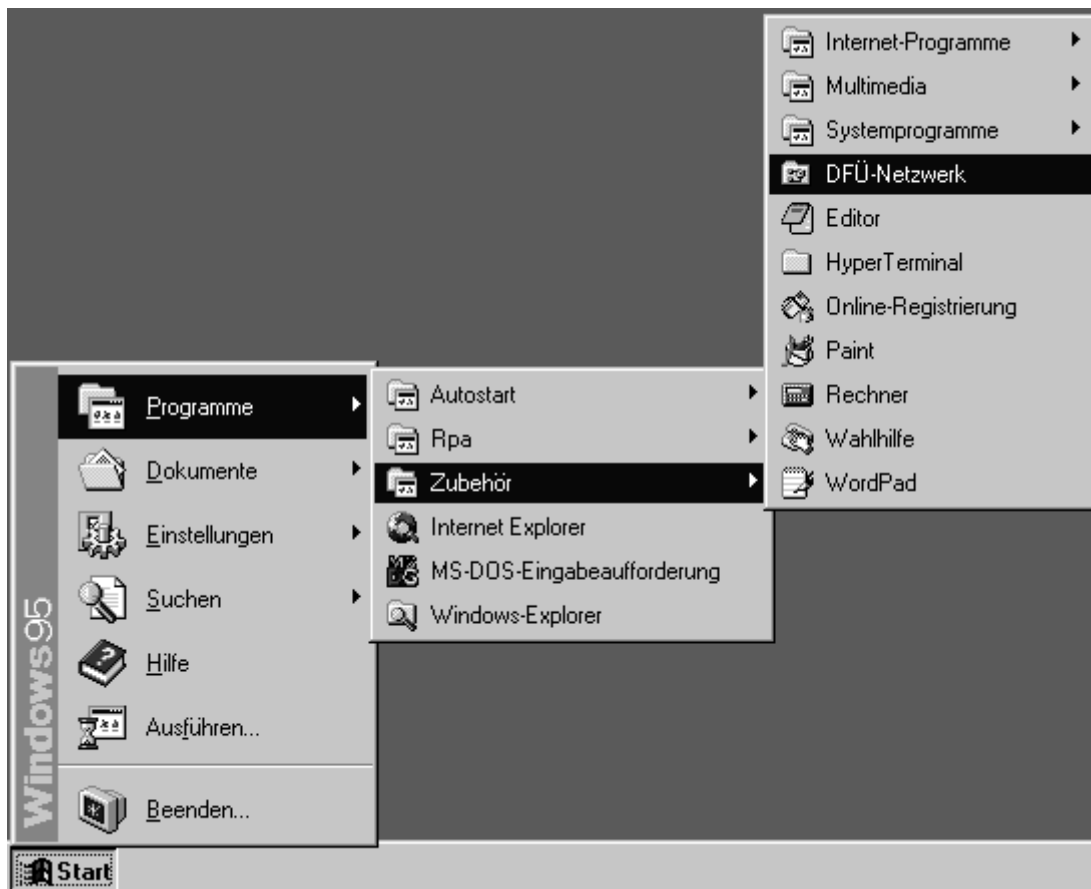 Internet-Programme
Multimedia
Systemprogramme
DFÜ-Netzwerk
Editor
HyperTerminal
Online-Registrierung
Paint
Rechner
Wahlhilfe
WordPad
Programme
Dokumente
Einstellungen
Suchen
Hilfe
Ausführen...
Beenden...
Autostart
Rpa
Zubehör
Internet Explorer
MS-DOS-Eingabeaufforderung
Windows-Explorer
Windows95
Start